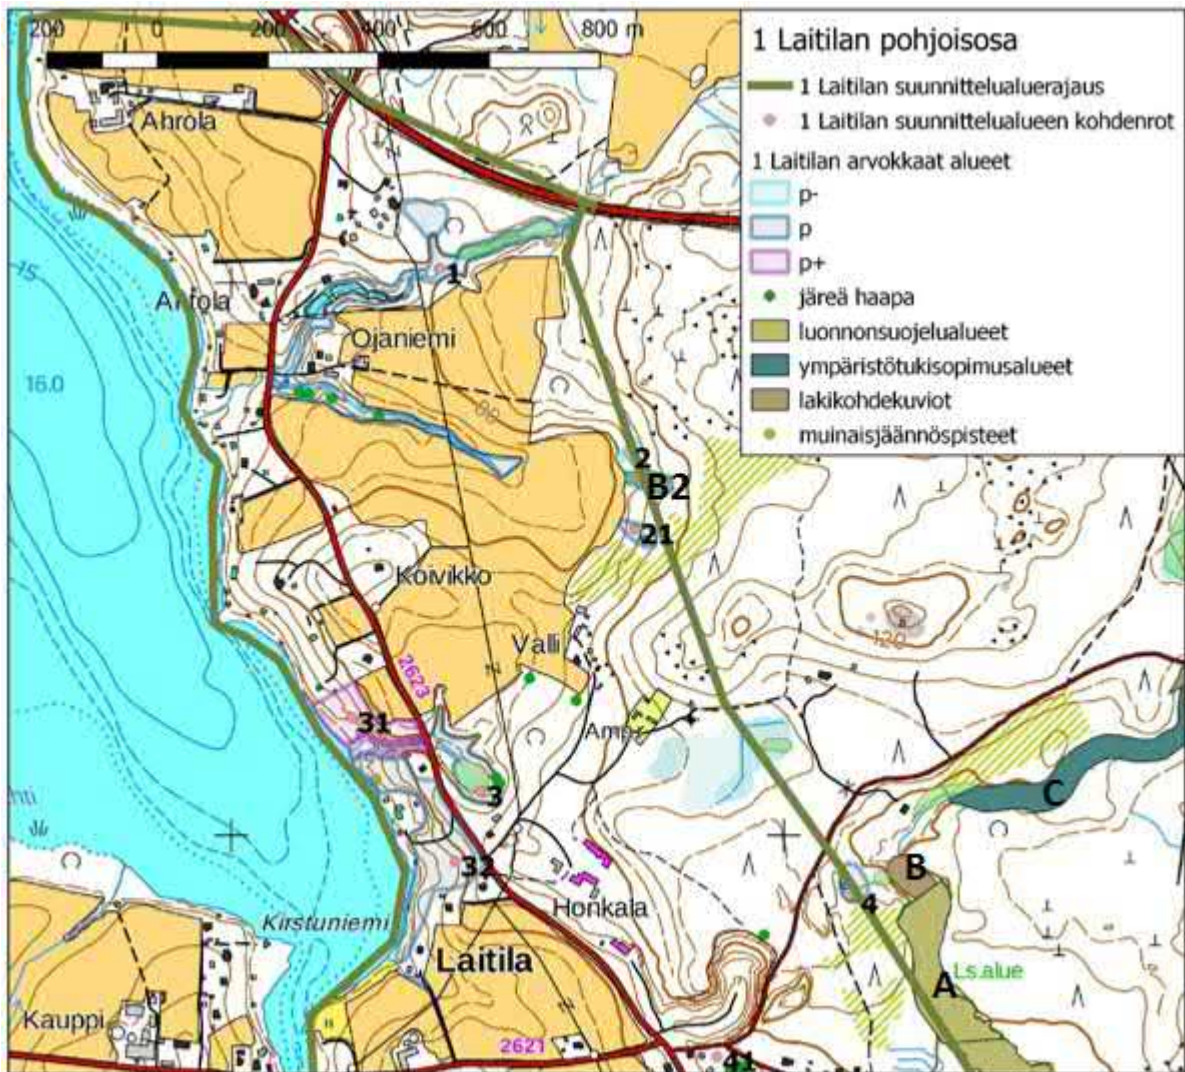 200 0 200 400 600 800 m
1 Laitilan pohjoisosa
1 Laitilan suunnittelualuerajaus
1 Laitilan suunnittelualueen kohdenrot
1 Laitilan arvokkaat alueet
p-
p
p+
järeä haapa
luonnonsuojelualueet
ympäristötukisopimusalueet
lakikohdekuviot
muinaisjäännöspisteet
Ahrola
1
15
Ojaniemi
16.0
2
B2
21
Koivikko
120
Valli
2623
31
3
C
32
B
4
Honkala
Kirstuniemi
Laitila
Ls.alue
A
Kauppi
2621
41